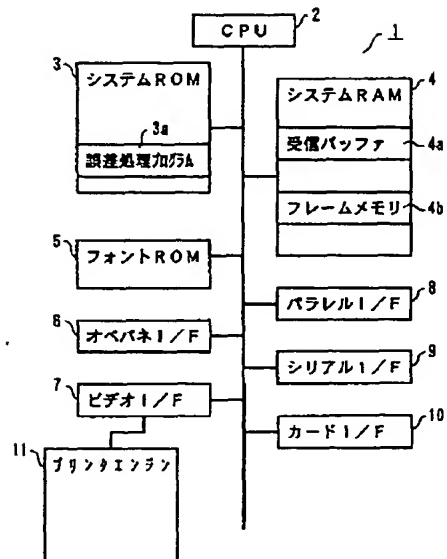 CPU
2
1
3
システムROM
3a
誤差処理プログラム
4
システムRAM
受信バッファ
4a
フレームメモリ
4b
5
フォントROM
6
オペパネI/F
7
ビデオI/F
8
パラレルI/F
9
シリアルI/F
10
カードI/F
11
プリンタエンジン